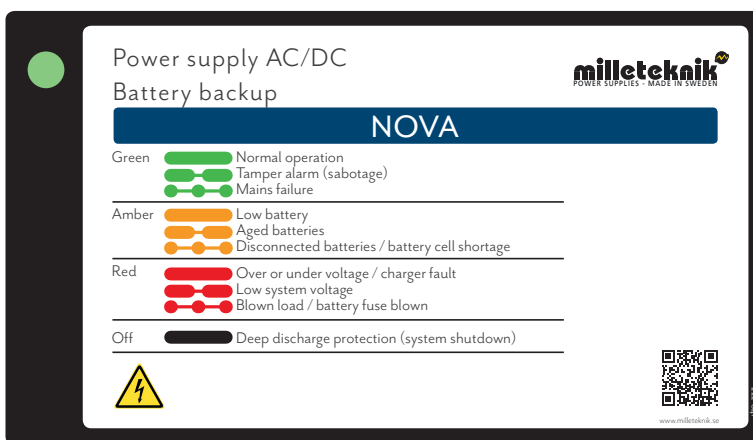 Power supply AC/DC
Battery backup
milleteknik
POWER SUPPLIES - MADE IN SWEDEN
NOVA
Green Normal operation
Tamper alarm (sabotage)
Mains failure
Amber Low battery
Aged batteries
Disconnected batteries / battery cell shortage
Red Over or under voltage / charger fault
Low system voltage
Blown load / battery fuse blown
Off Deep discharge protection (system shutdown)
www.milleteknik.se